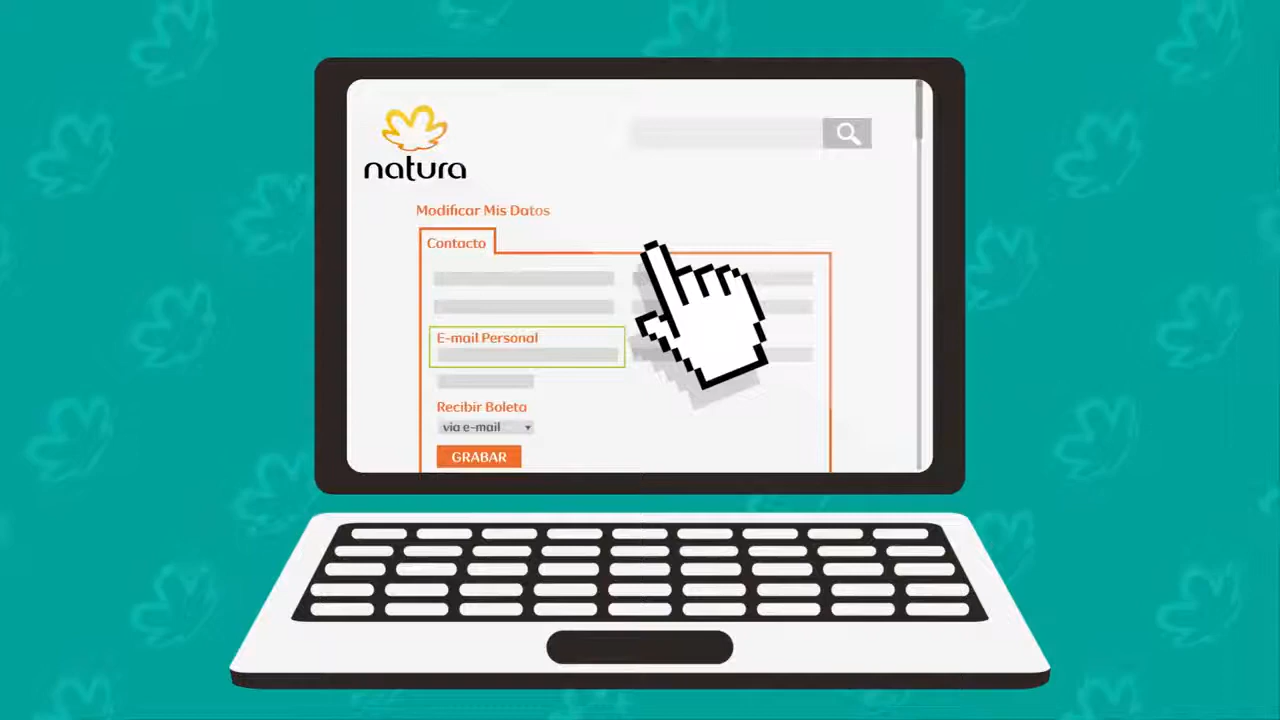 natura
Modificar Mis Datos
Contacto
E-mail Personal
Recibir Boleta
via e-mail
GRABAR